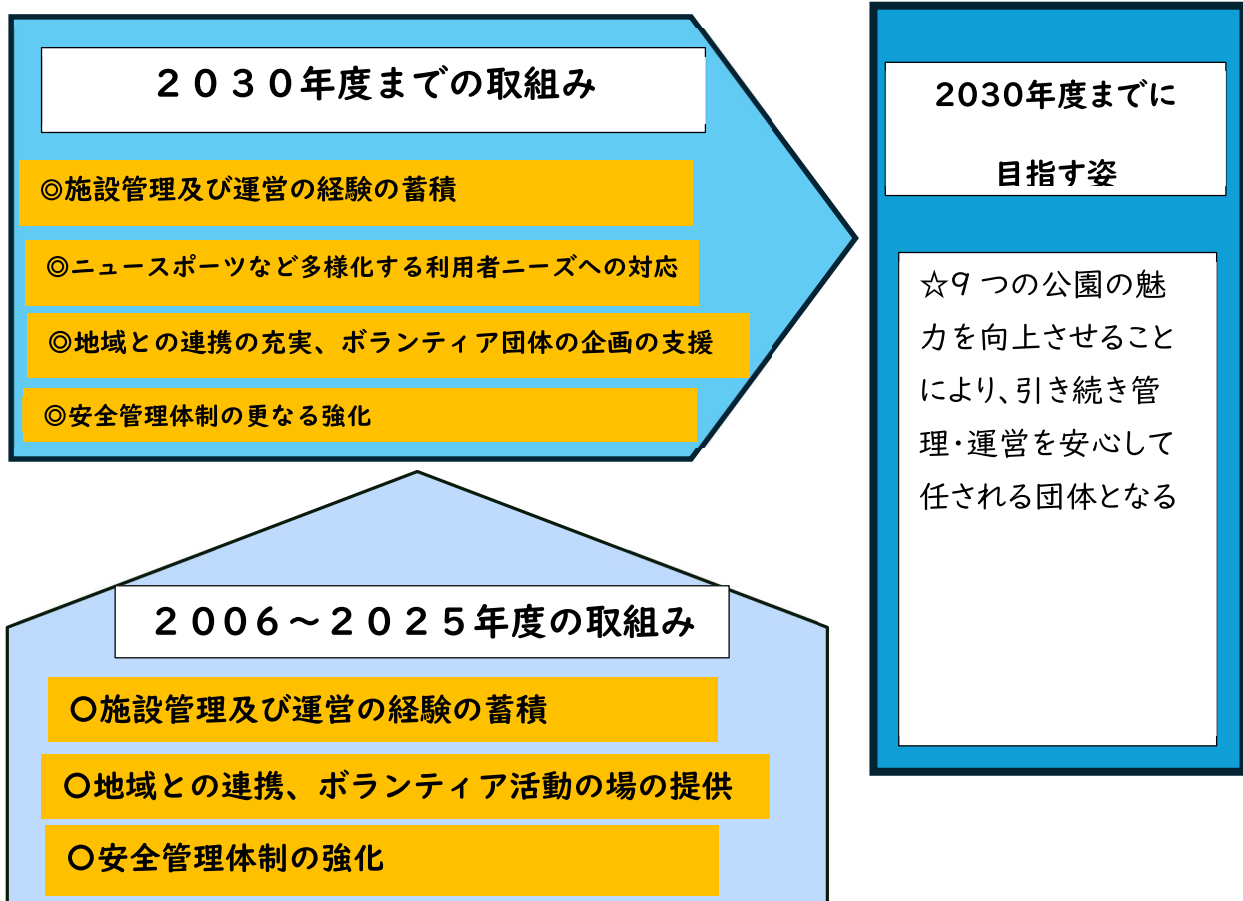 ２０３０年度までの取組み
◎施設管理及び運営の経験の蓄積
◎ニュースポーツなど多様化する利用者ニーズへの対応
◎地域との連携の充実、ボランティア団体の企画の支援
◎安全管理体制の更なる強化
２００６～２０２５年度の取組み
〇施設管理及び運営の経験の蓄積
〇地域との連携、ボランティア活動の場の提供
〇安全管理体制の強化
2030年度までに
目指す姿
☆9 つの公園の魅
力を向上させること
により、引き続き管
理・運営を安心して
任される団体となる